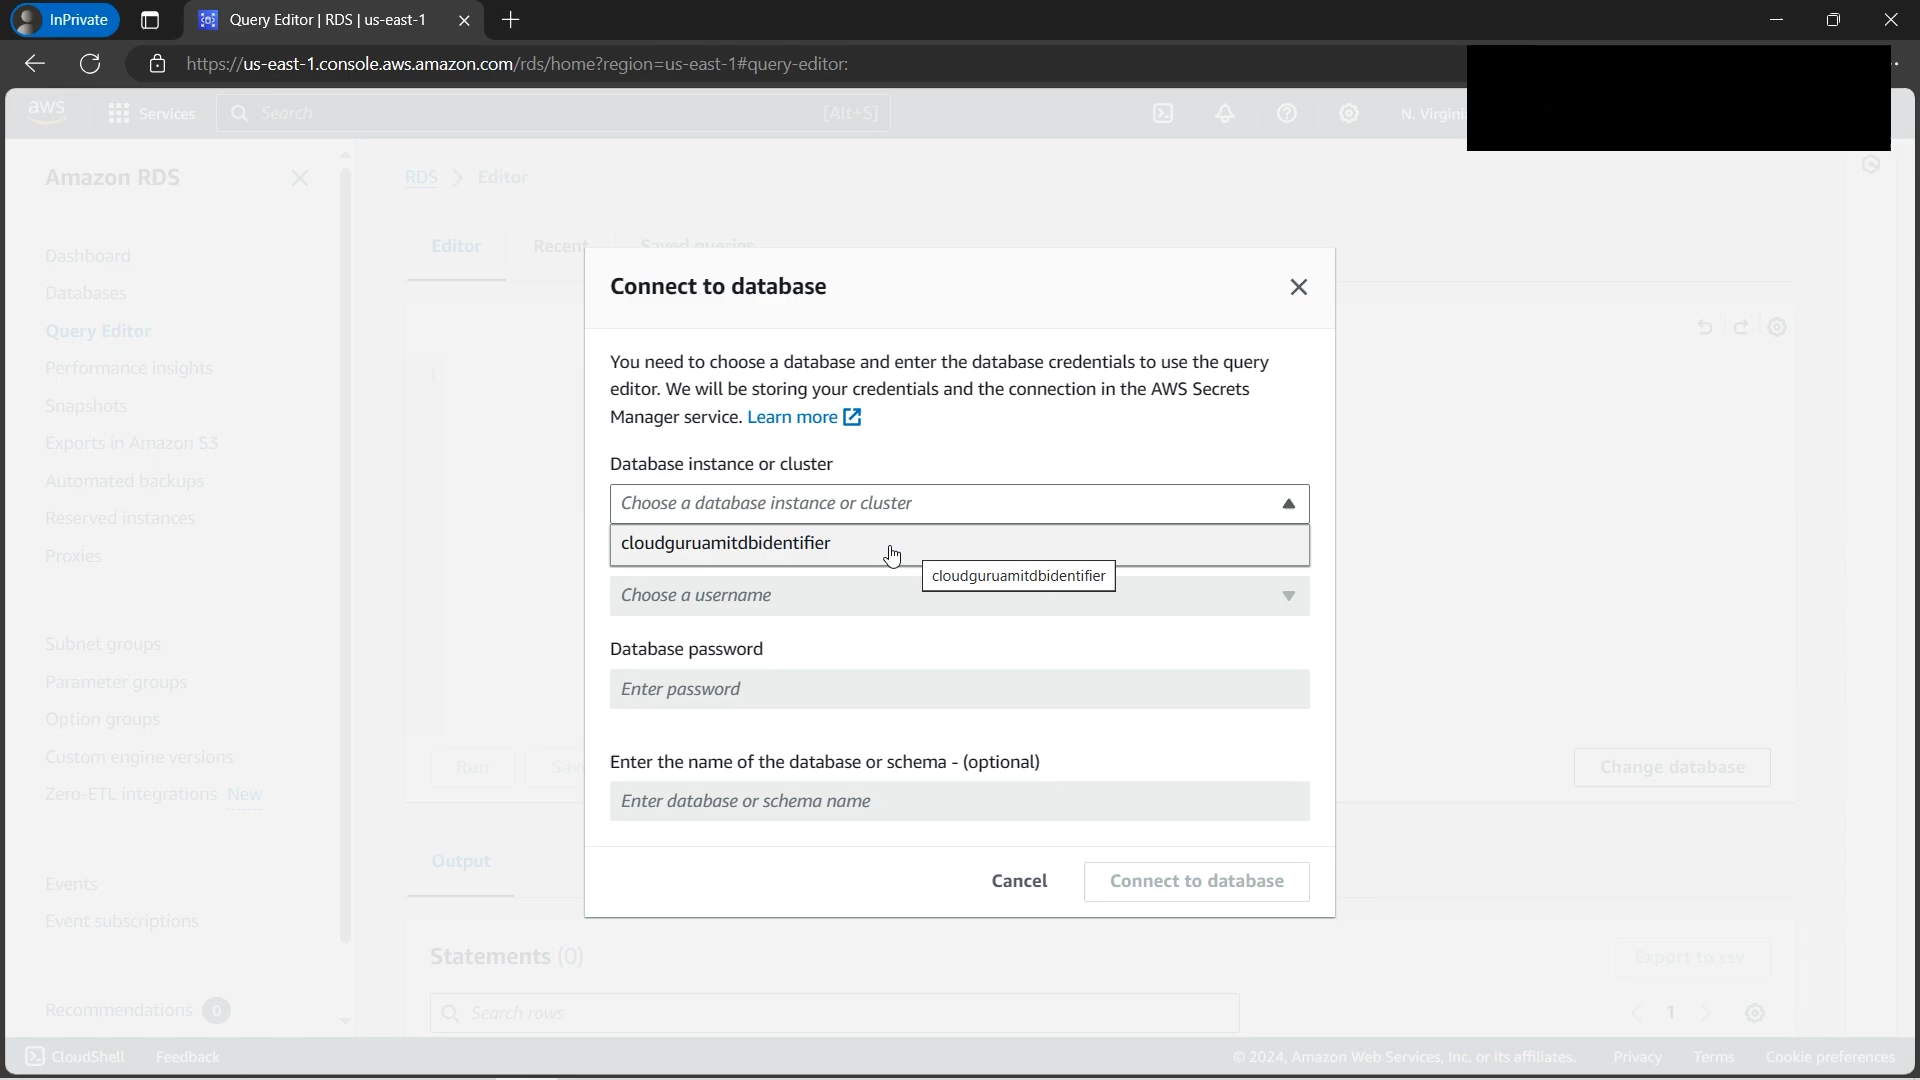 InPrivate
Query Editor | RDS | us-east-1
https://us-east-1.console.aws.amazon.com/rds/home?region=us-east-1#query-editor:
aws
Services
Search
[Alt+S]
Amazon RDS
Dashboard
Databases
Query Editor
Performance insights
Snapshots
Exports in Amazon S3
Automated backups
Reserved instances
Proxies
Subnet groups
Parameter groups
Option groups
Custom engine versions
Zero-ETL integrations New
Events
Event subscriptions
Recommendations 0
RDS > Editor
Editor
Recent
Saved queries
1
Connect to database
You need to choose a database and enter the database credentials to use the query
editor. We will be storing your credentials and the connection in the AWS Secrets
Manager service. Learn more
Database instance or cluster
Choose a database instance or cluster
cloudguruamitdbidentifier
cloudguruamitdbidentifier
Choose a username
Database password
Enter password
Enter the name of the database or schema - (optional)
Enter database or schema name
Cancel
Connect to database
Run
Change database
Output
Statements (0)
Export to csv
Search rows
1
CloudShell
Feedback
© 2024, Amazon Web Services, Inc. or its affiliates.
Privacy
Terms
Cookie preferences